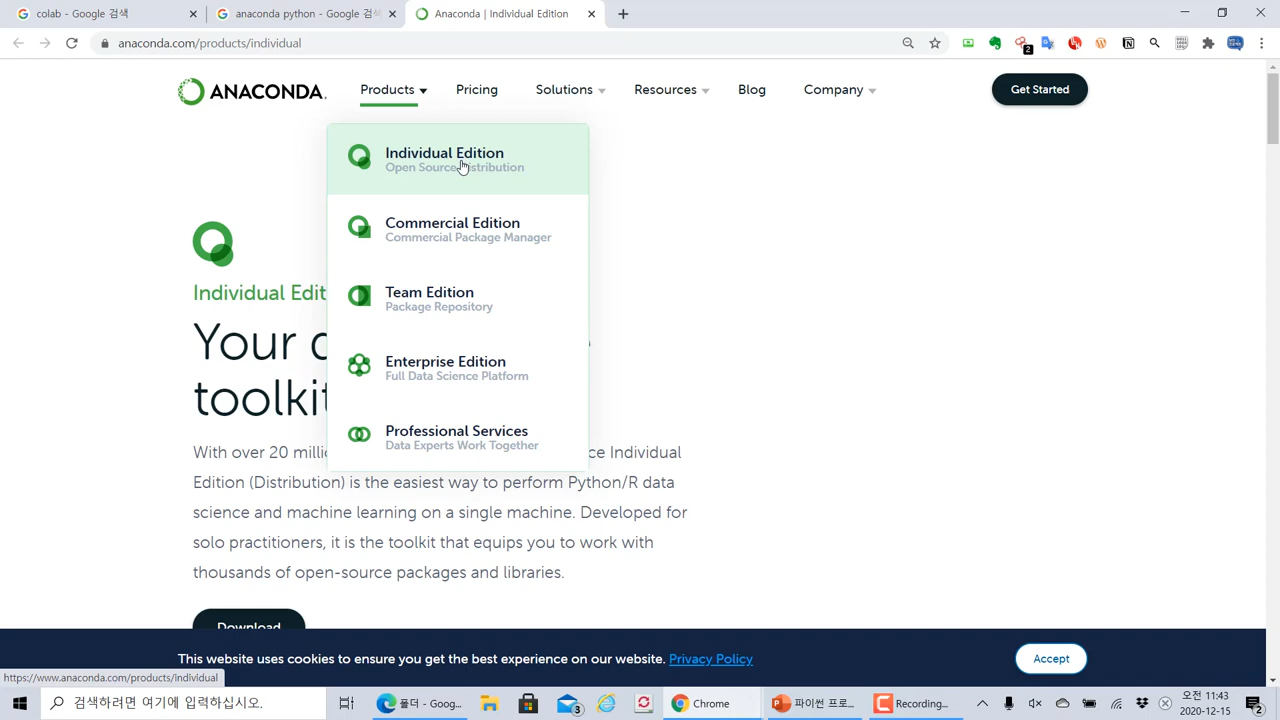 colab - Google 검색
anaconda python - Google 검색
Anaconda | Individual Edition
anaconda.com/products/individual
2
ANACONDA.
Products
Pricing
Solutions
Resources
Blog
Company
Get Started
Individual Edition
Open Source
Commercial Edition
Commercial Package Manager
Team Edition
Package Repository
Enterprise Edition
Full Data Science Platform
Professional Services
Data Experts Work Together
Individual Edit
Your
toolkit
With over 20 milli ce Individual
Edition (Distribution) is the easiest way to perform Python/R data
science and machine learning on a single machine. Developed for
solo practitioners, it is the toolkit that equips you to work with
thousands of open-source packages and libraries.
Download
This website uses cookies to ensure you get the best experience on our website. Privacy Policy
Accept
https://www.anaconda.com/products/individual
검색하려면 여기에 입력하십시오.
폴더 - Goog...
3
Chrome
파이썬 프로...
Recording...
오전 11:43
2020-12-15
2